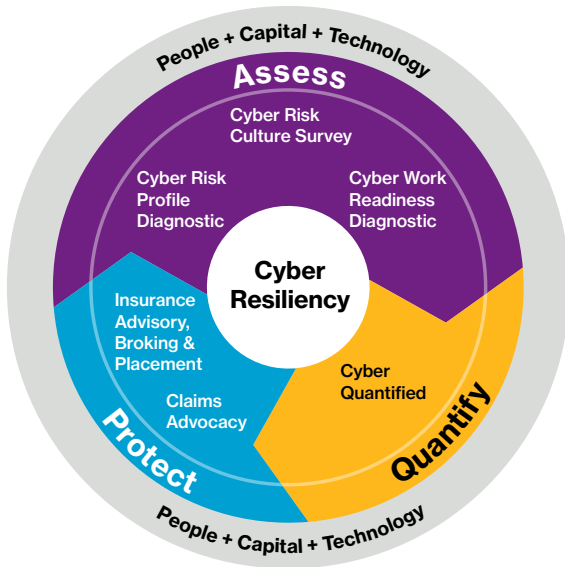 People + Capital + Technology
Assess
Cyber Risk
Culture Survey
Cyber Risk
Profile
Diagnostic
Cyber Work
Readiness
Diagnostic
Cyber
Resiliency
Insurance
Advisory,
Broking &
Placement
Claims
Advocacy
Protect
Cyber
Quantified
Quantify
People + Capital + Technology